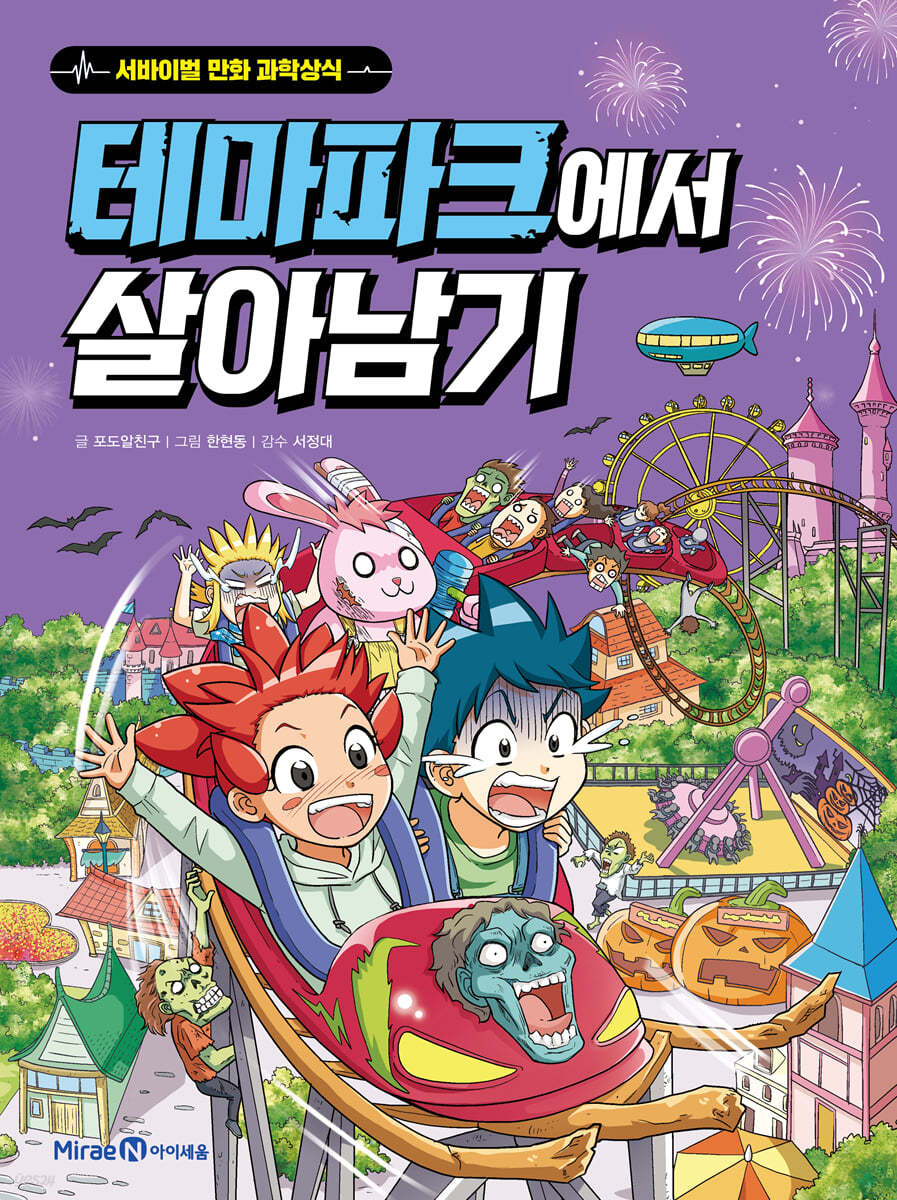 서바이벌 만화 과학상식
테마파크에서
살아남기
글 포도알친구 | 그림 한현동 | 감수 서정대
Mirae N 아이세움
yes24